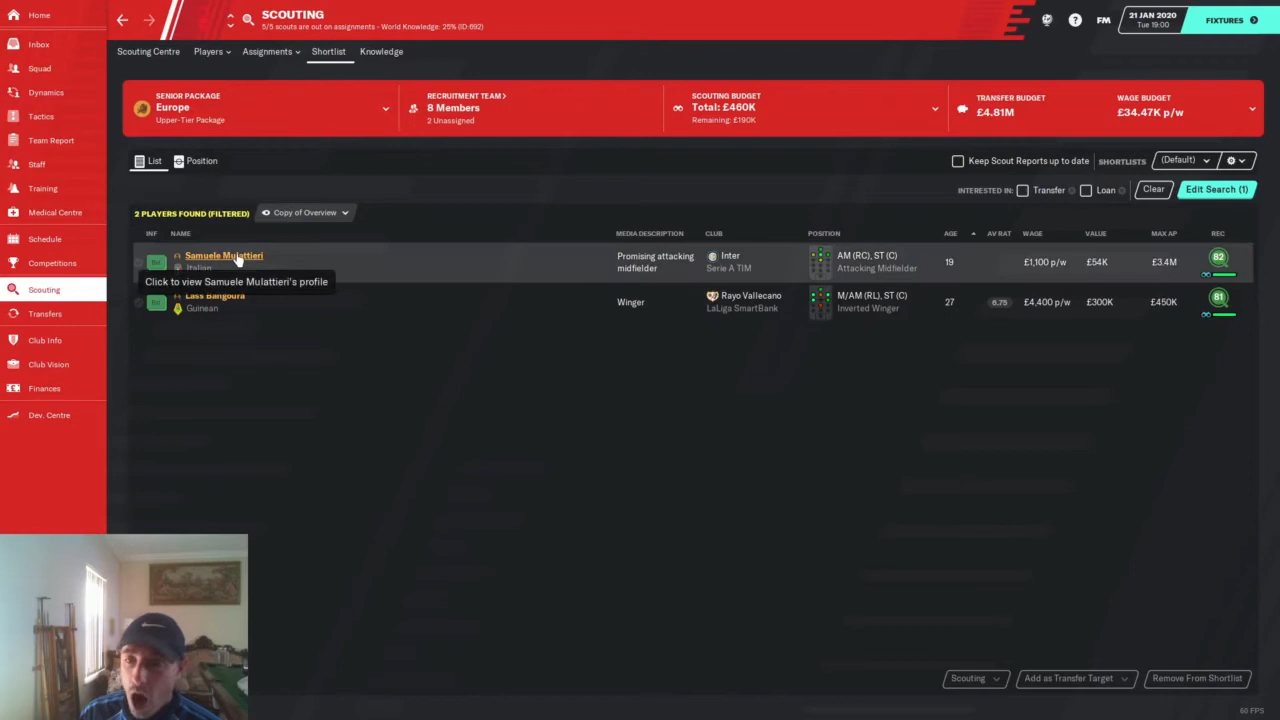 Home
SCOUTING
5/5 scouts are out on assignments - World Knowledge: 25% (ID:692)
FM
21 JAN 2020
Tue 19:00
FIXTURES
Inbox
Squad
Dynamics
Tactics
Team Report
Staff
Training
Medical Centre
Schedule
Competitions
Scouting
Transfers
Club Info
Club Vision
Finances
Dev. Centre
Scouting Centre
Players
Assignments
Shortlist
Knowledge
SENIOR PACKAGE
Europe
Upper-Tier Package
RECRUITMENT TEAM
8 Members
2 Unassigned
SCOUTING BUDGET
Total: £460K
Remaining: £190K
TRANSFER BUDGET
£4.81M
WAGE BUDGET
£34.47K p/w
List
Position
Keep Scout Reports up to date
SHORTLISTS
(Default)
INTERESTED IN:
Transfer
Loan
Clear
Edit Search (1)
2 PLAYERS FOUND (FILTERED)
Copy of Overview
INF NAME MEDIA DESCRIPTION CLUB POSITION AGE AV RAT WAGE VALUE MAX AP REC
Samuele Mulattieri
Italian
Promising attacking
midfielder
Inter
Serie A TIM
AM (RC), ST (C)
Attacking Midfielder
19 £1,100 p/w £54K £3.4M 82
Click to view Samuele Mulattieri's profile
Bid
Lass Bangoura
Guinean
Winger
Rayo Vallecano
LaLiga SmartBank
M/AM (RL), ST (C)
Inverted Winger
27 6.75 £4,400 p/w £300K £450K 81
Scouting
Add as Transfer Target
Remove From Shortlist
60 FPS